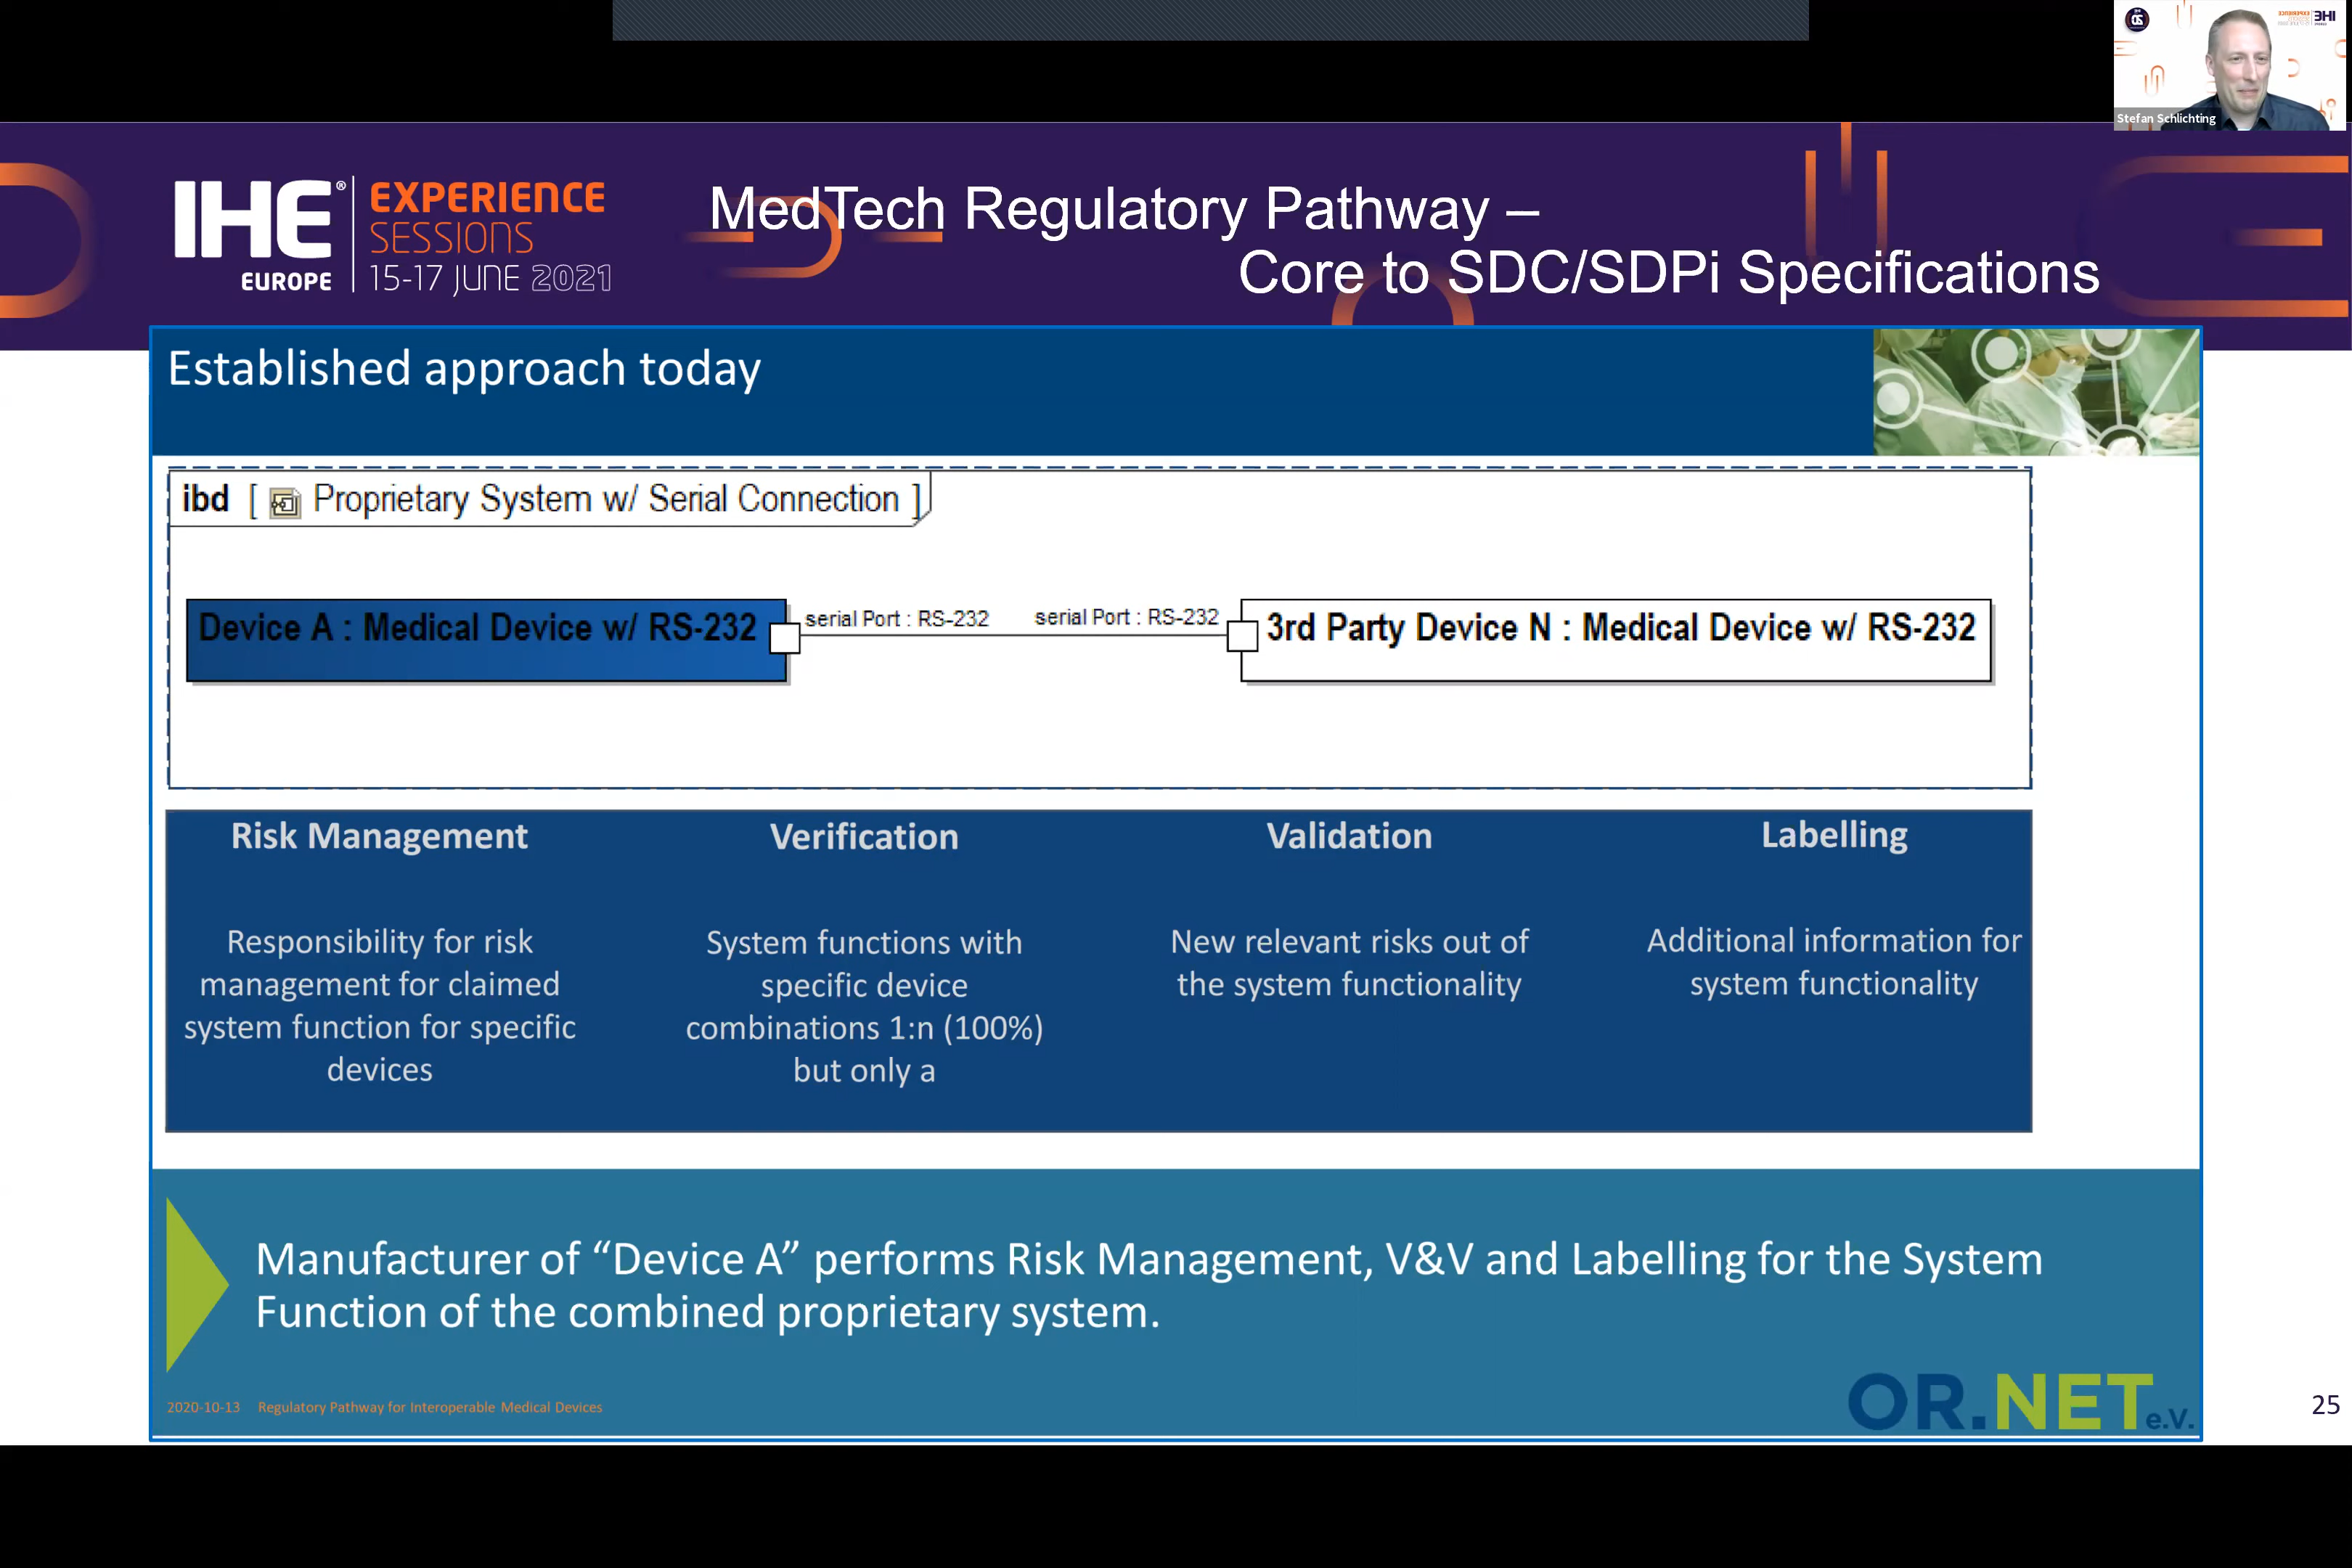 Stefan Schlichting
IHE® EUROPE
EXPERIENCE
SESSIONS
15-17 JUNE 2021
MedTech Regulatory Pathway –
Core to SDC/SDPi Specifications
Established approach today
ibd [ Proprietary System w/ Serial Connection ]
Device A : Medical Device w/ RS-232
serial Port : RS-232
serial Port : RS-232
3rd Party Device N : Medical Device w/ RS-232
Risk Management
Responsibility for risk
management for claimed
system function for specific
devices
Verification
System functions with
specific device
combinations 1:n (100%)
but only a
Validation
New relevant risks out of
the system functionality
Labelling
Additional information for
system functionality
Manufacturer of “Device A” performs Risk Management, V&V and Labelling for the System
Function of the combined proprietary system.
2020-10-13 Regulatory Pathway for Interoperable Medical Devices
OR.NET e.V.
25